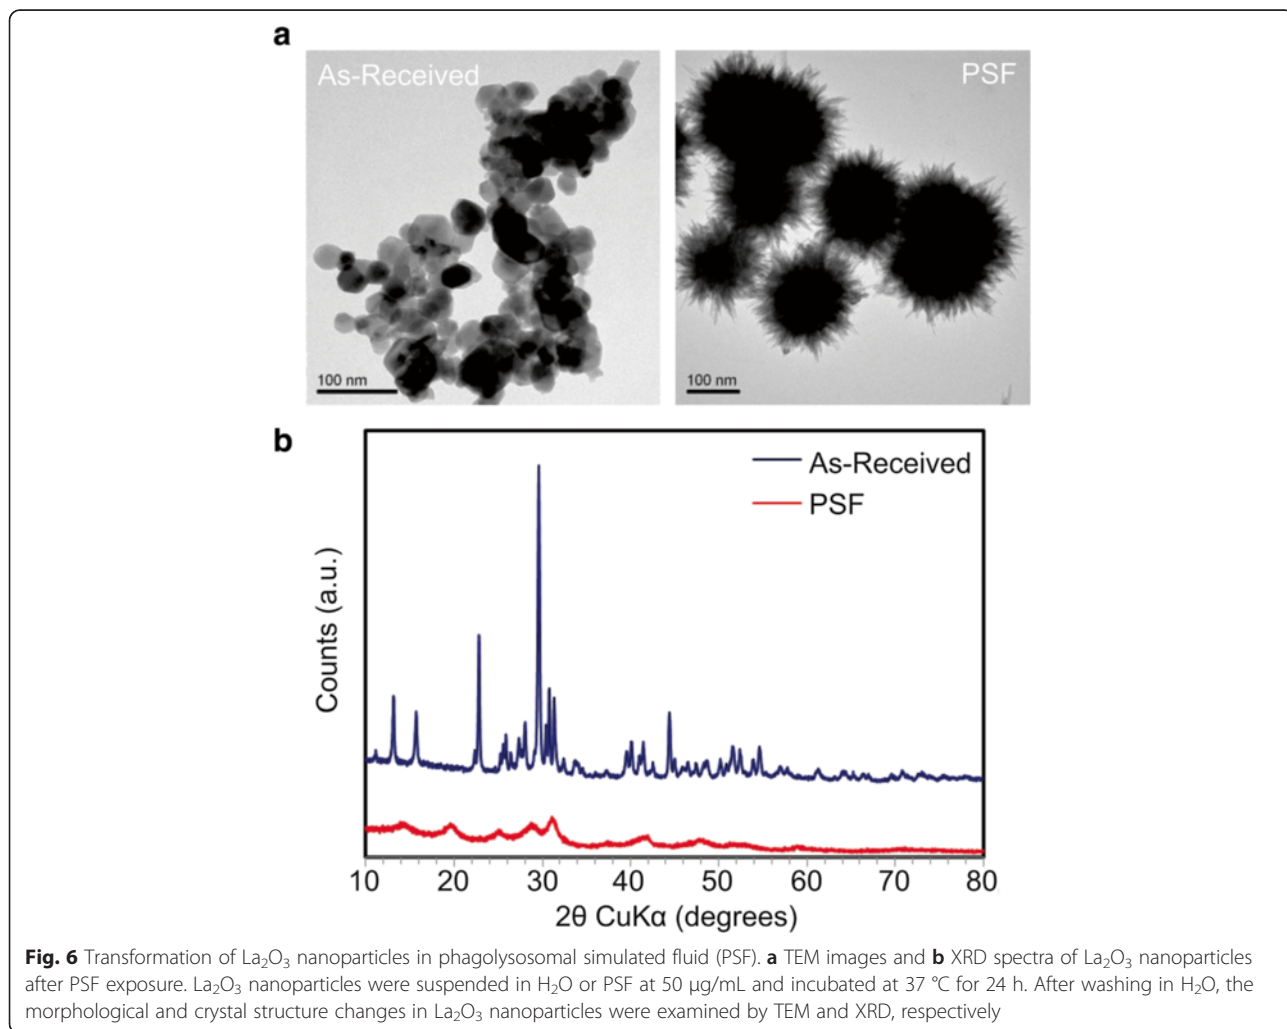 a
As-Received
PSF
100 nm
100 nm
b
As-Received
PSF
Counts (a.u.)
10 20 30 40 50 60 70 80
2θ CuKα (degrees)
Fig. 6 Transformation of La₂O₃ nanoparticles in phagolysosomal simulated fluid (PSF). a TEM images and b XRD spectra of La₂O₃ nanoparticles
after PSF exposure. La₂O₃ nanoparticles were suspended in H₂O or PSF at 50 μg/mL and incubated at 37 °C for 24 h. After washing in H₂O, the
morphological and crystal structure changes in La₂O₃ nanoparticles were examined by TEM and XRD, respectively